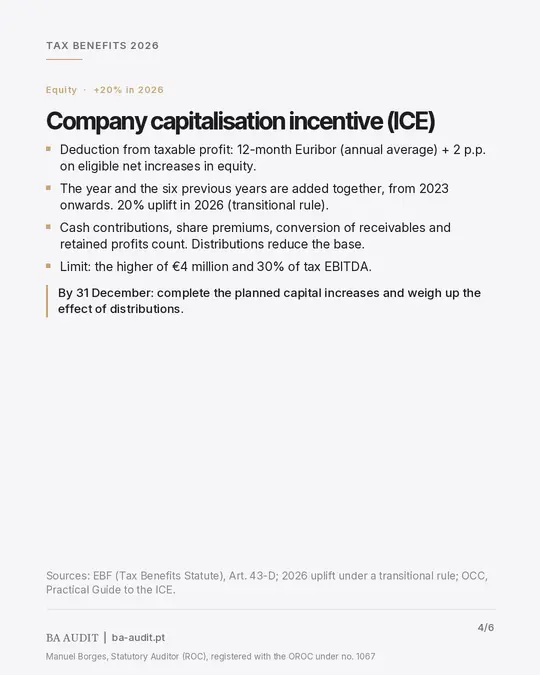 TAX BENEFITS 2026
Equity · +20% in 2026
Company capitalisation incentive (ICE)
Deduction from taxable profit: 12-month Euribor (annual average) + 2 p.p.
on eligible net increases in equity.
The year and the six previous years are added together, from 2023
onwards. 20% uplift in 2026 (transitional rule).
Cash contributions, share premiums, conversion of receivables and
retained profits count. Distributions reduce the base.
Limit: the higher of €4 million and 30% of tax EBITDA.
By 31 December: complete the planned capital increases and weigh up the
effect of distributions.
Sources: EBF (Tax Benefits Statute), Art. 43-D; 2026 uplift under a transitional rule; OCC,
Practical Guide to the ICE.
4/6
BA AUDIT | ba-audit.pt
Manuel Borges, Statutory Auditor (ROC), registered with the OROC under no. 1067